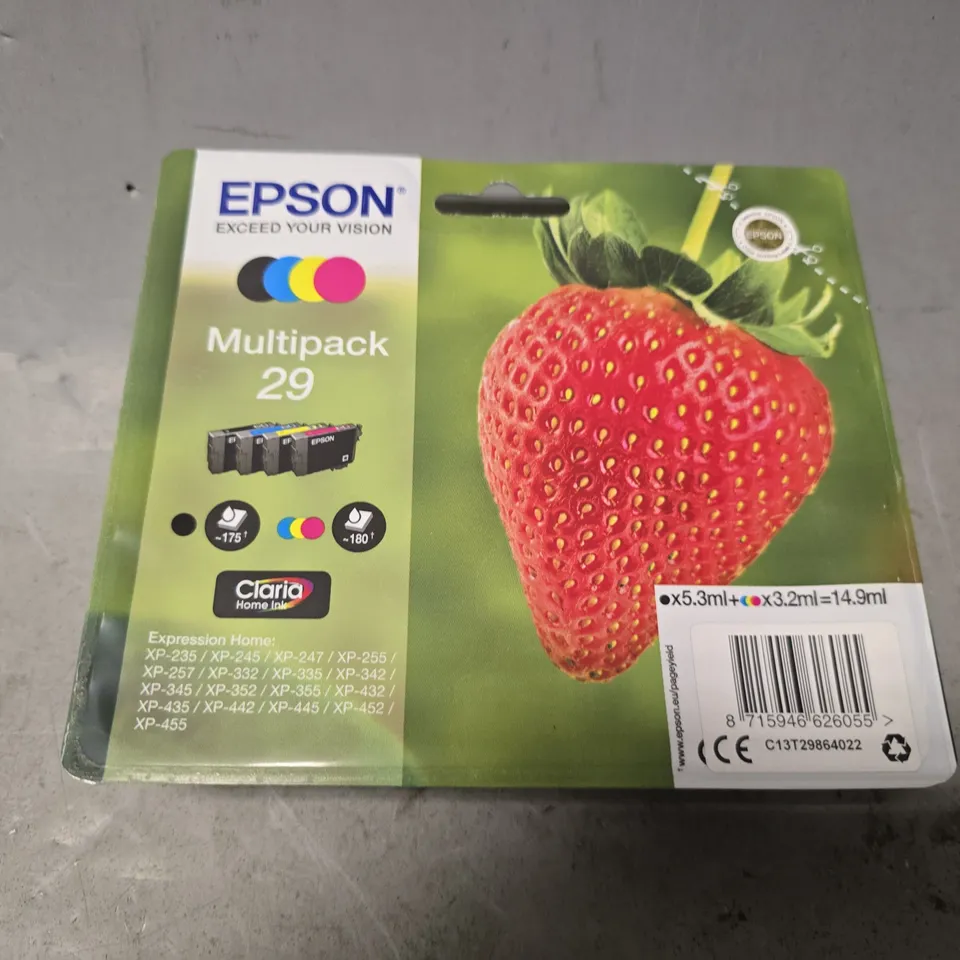 EPSON®
EXCEED YOUR VISION
Multipack
29
EPSON
~175†
~180†
Claria
Home Ink
Expression Home:
XP-235 / XP-245 / XP-247 / XP-255 /
XP-257 / XP-332 / XP-335 / XP-342 /
XP-345 / XP-352 / XP-355 / XP-432 /
XP-435 / XP-442 / XP-445 / XP-452 /
XP-455
EPSON
x5.3ml+x3.2ml=14.9ml
†www.epson.eu/pageyield
8 715946 626055 >
CE C13T29864022